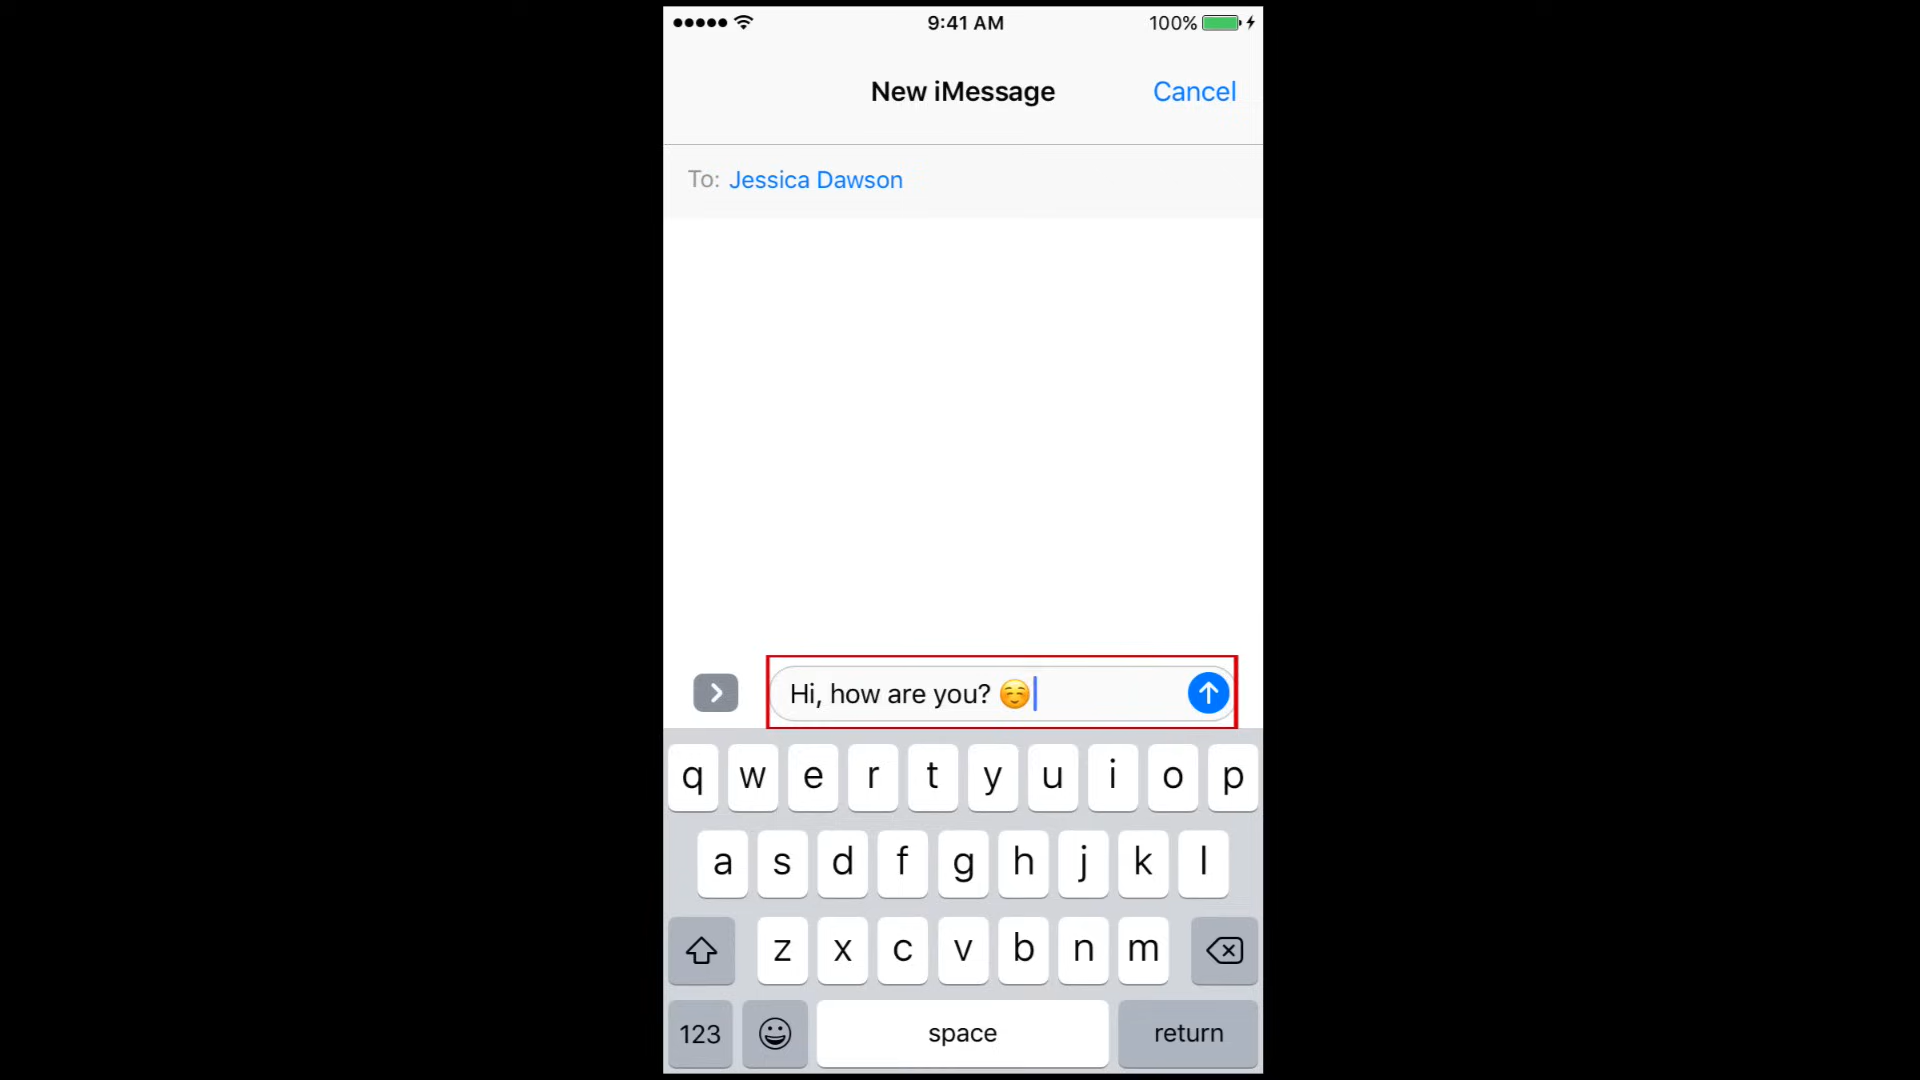 9:41 AM 100%
New iMessage Cancel
To: Jessica Dawson
Hi, how are you? ☺️
q w e r t y u i o p
a s d f g h j k l
z x c v b n m
123 space return